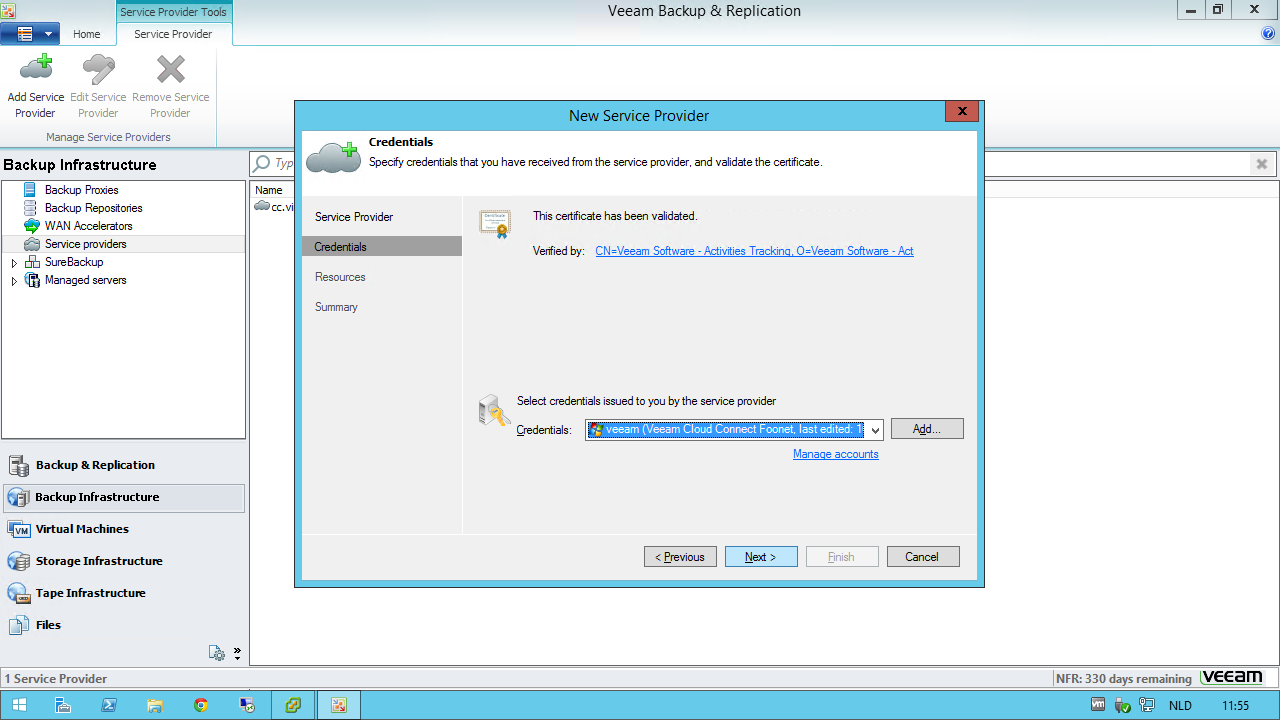 Service Provider Tools
Veeam Backup & Replication
Home
Service Provider
Add Service Provider
Edit Service Provider
Remove Service Provider
Manage Service Providers
Backup Infrastructure
Backup Proxies
Backup Repositories
WAN Accelerators
Service providers
SureBackup
Managed servers
Backup & Replication
Backup Infrastructure
VM
Virtual Machines
Storage Infrastructure
Tape Infrastructure
Files
Typ
Name
cc.vi
New Service Provider
Credentials
Specify credentials that you have received from the service provider, and validate the certificate.
Service Provider
Credentials
Resources
Summary
Certificate
This certificate has been validated.
Verified by: CN=Veeam Software - Activities Tracking, O=Veeam Software - Act
Select credentials issued to you by the service provider
Credentials: veeam (Veeam Cloud Connect Foonet, last edited: 1
Add...
Manage accounts
< Previous
Next >
Finish
Cancel
1 Service Provider
NFR: 330 days remaining
veeam
vm
NLD
11:55